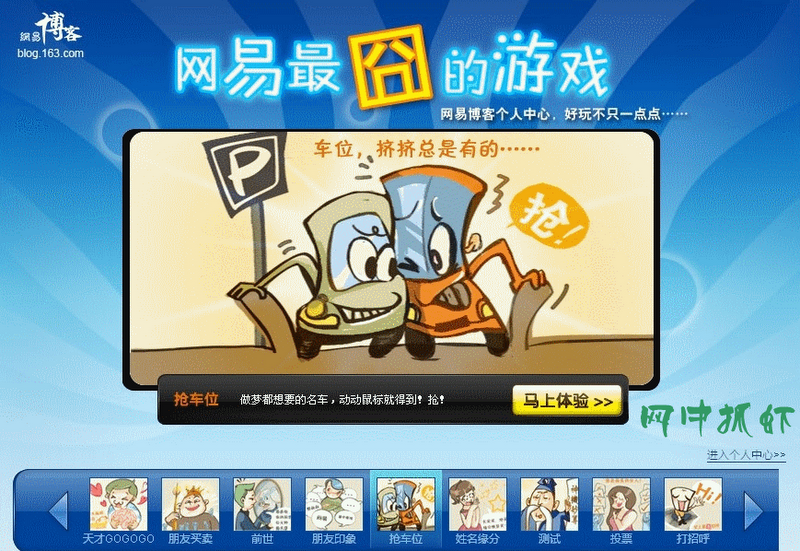 网易博客
blog.163.com
网易最囧的游戏
网易博客个人中心，好玩不只一点点……
P
车位，挤挤总是有的……
抢!
抢车位
做梦都想要的名车，动动鼠标就得到！抢！
马上体验 >>
网中抓虾
进入个人中心>>
Hi!
天才GOGOGO
朋友买卖
前世
朋友印象
抢车位
姓名缘分
测试
投票
打招呼